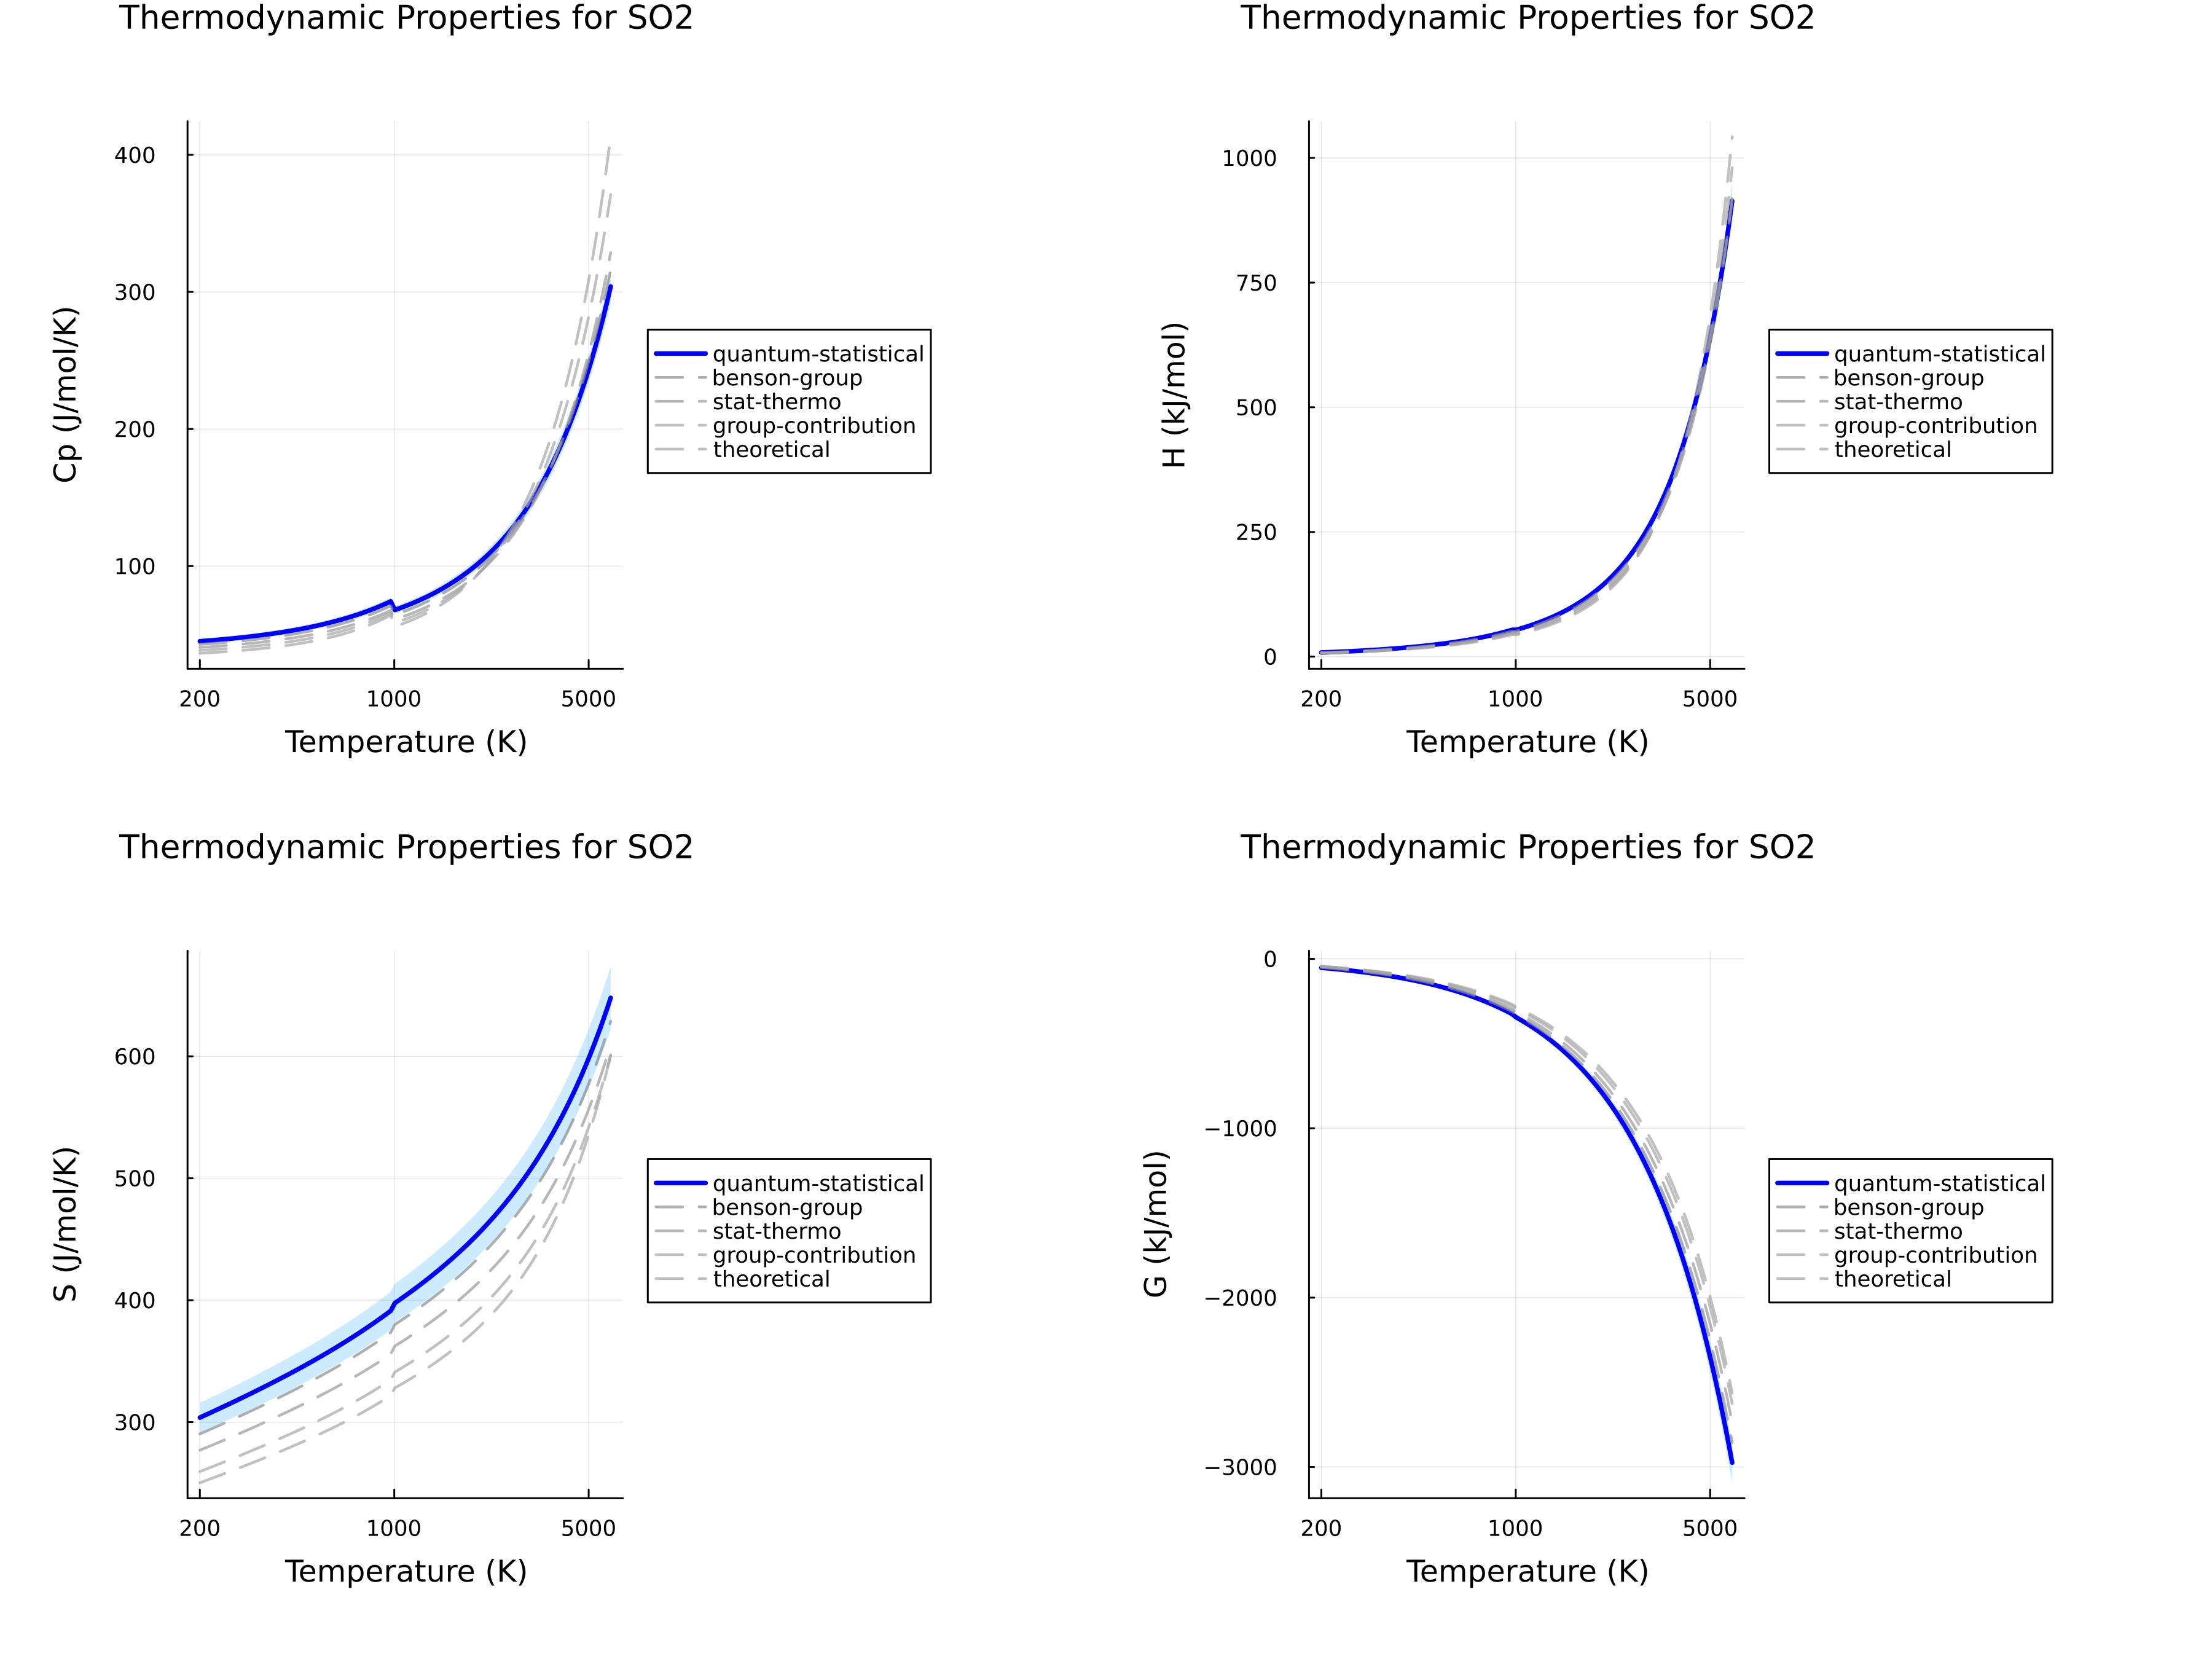 Thermodynamic Properties for SO2
400
300
200
100
200
1000
5000
Cp (J/mol/K)
Temperature (K)
quantum-statistical
benson-group
stat-thermo
group-contribution
theoretical
Thermodynamic Properties for SO2
1000
750
500
250
0
200
1000
5000
H (kJ/mol)
Temperature (K)
quantum-statistical
benson-group
stat-thermo
group-contribution
theoretical
Thermodynamic Properties for SO2
600
500
400
300
200
1000
5000
S (J/mol/K)
Temperature (K)
quantum-statistical
benson-group
stat-thermo
group-contribution
theoretical
Thermodynamic Properties for SO2
0
−1000
−2000
−3000
200
1000
5000
G (kJ/mol)
Temperature (K)
quantum-statistical
benson-group
stat-thermo
group-contribution
theoretical